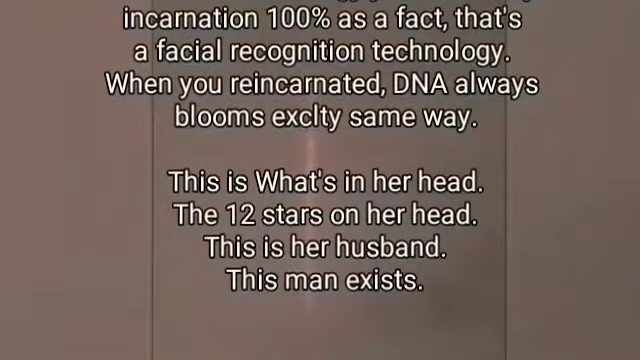 incarnation 100% as a fact, that's
a facial recognition technology.
When you reincarnated, DNA always
blooms exclty same way.
This is What's in her head.
The 12 stars on her head.
This is her husband.
This man exists.